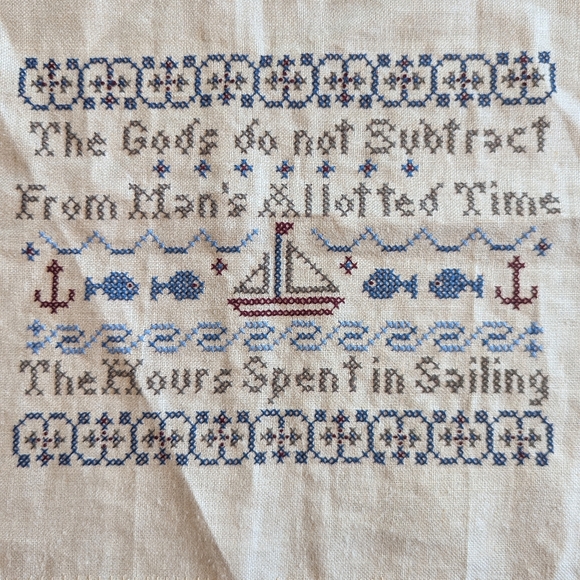 The Gods do not Subtract
From Man's Allotted Time
The Hours Spent in Sailing